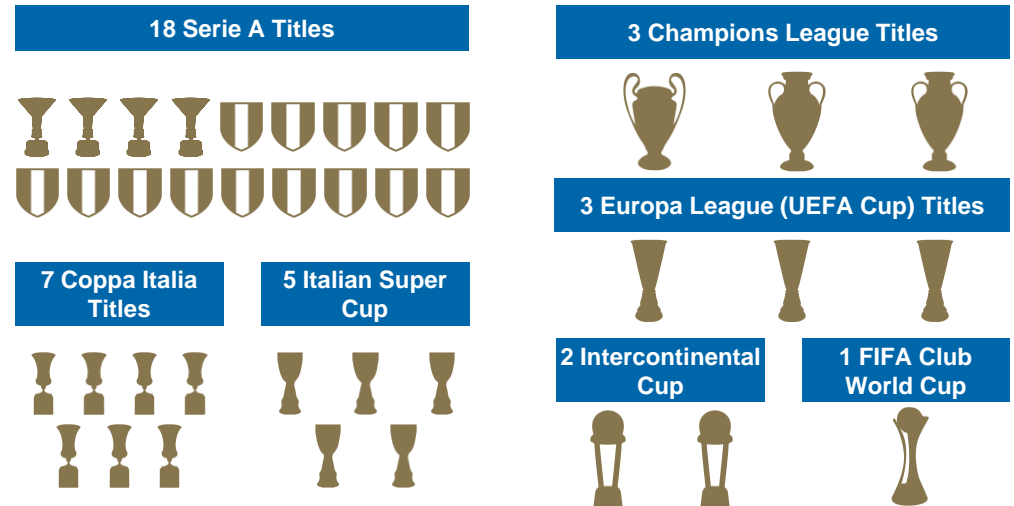 18 Serie A Titles
7 Coppa Italia
Titles
5 Italian Super
Cup
3 Champions League Titles
3 Europa League (UEFA Cup) Titles
2 Intercontinental
Cup
1 FIFA Club
World Cup